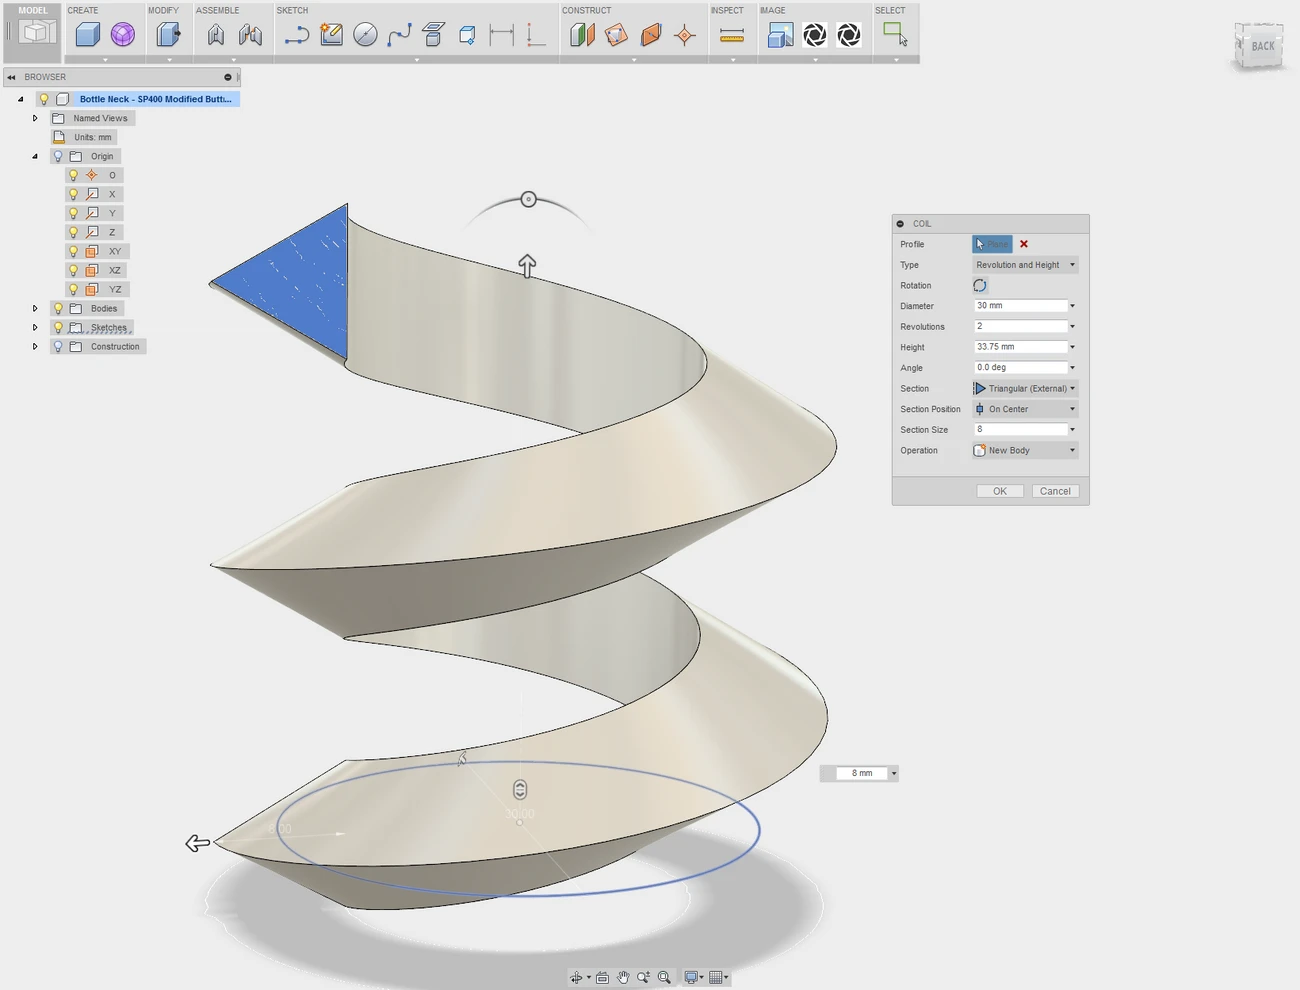 MODEL
CREATE
MODIFY
ASSEMBLE
SKETCH
CONSTRUCT
INSPECT
IMAGE
SELECT
BACK
BROWSER
Bottle Neck - SP400 Modified Butt...
Named Views
Units: mm
Origin
O
X
Y
Z
XY
XZ
YZ
Bodies
Sketches
Construction
COIL
Profile Plane
Type Revolution and Height
Rotation
Diameter 30 mm
Revolutions 2
Height 33.75 mm
Angle 0.0 deg
Section Triangular (External)
Section Position On Center
Section Size 8
Operation New Body
OK Cancel
8 mm